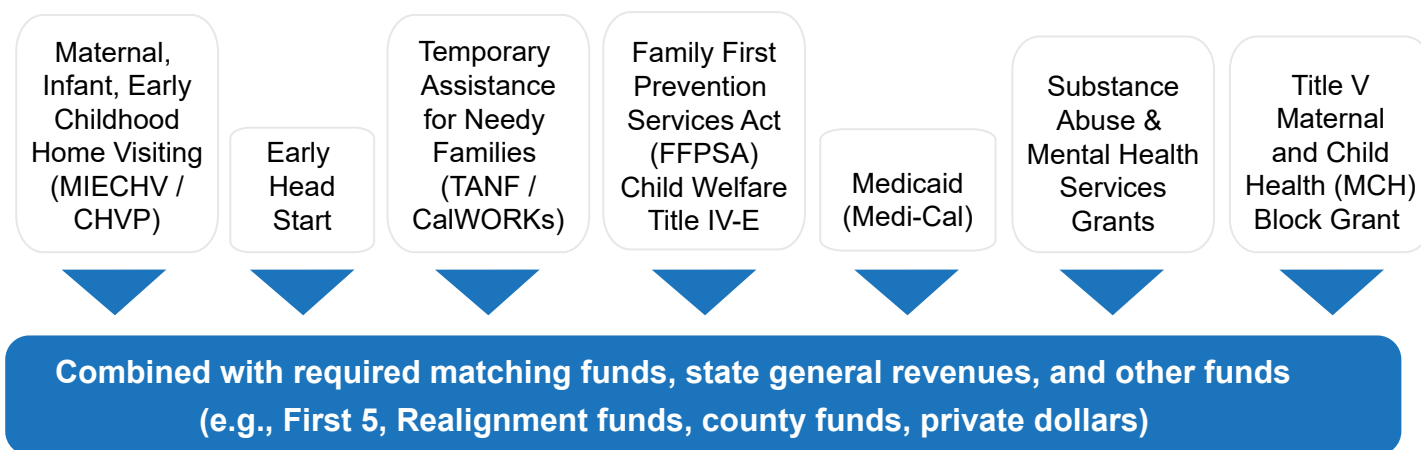 Maternal,
Infant, Early
Childhood
Home Visiting
(MIECHV /
CHVP)
Early
Head
Start
Temporary
Assistance
for Needy
Families
(TANF /
CalWORKs)
Family First
Prevention
Services Act
(FFPSA)
Child Welfare
Title IV-E
Medicaid
(Medi-Cal)
Substance
Abuse &
Mental Health
Services
Grants
Title V
Maternal
and Child
Health (MCH)
Block Grant
Combined with required matching funds, state general revenues, and other funds
(e.g., First 5, Realignment funds, county funds, private dollars)